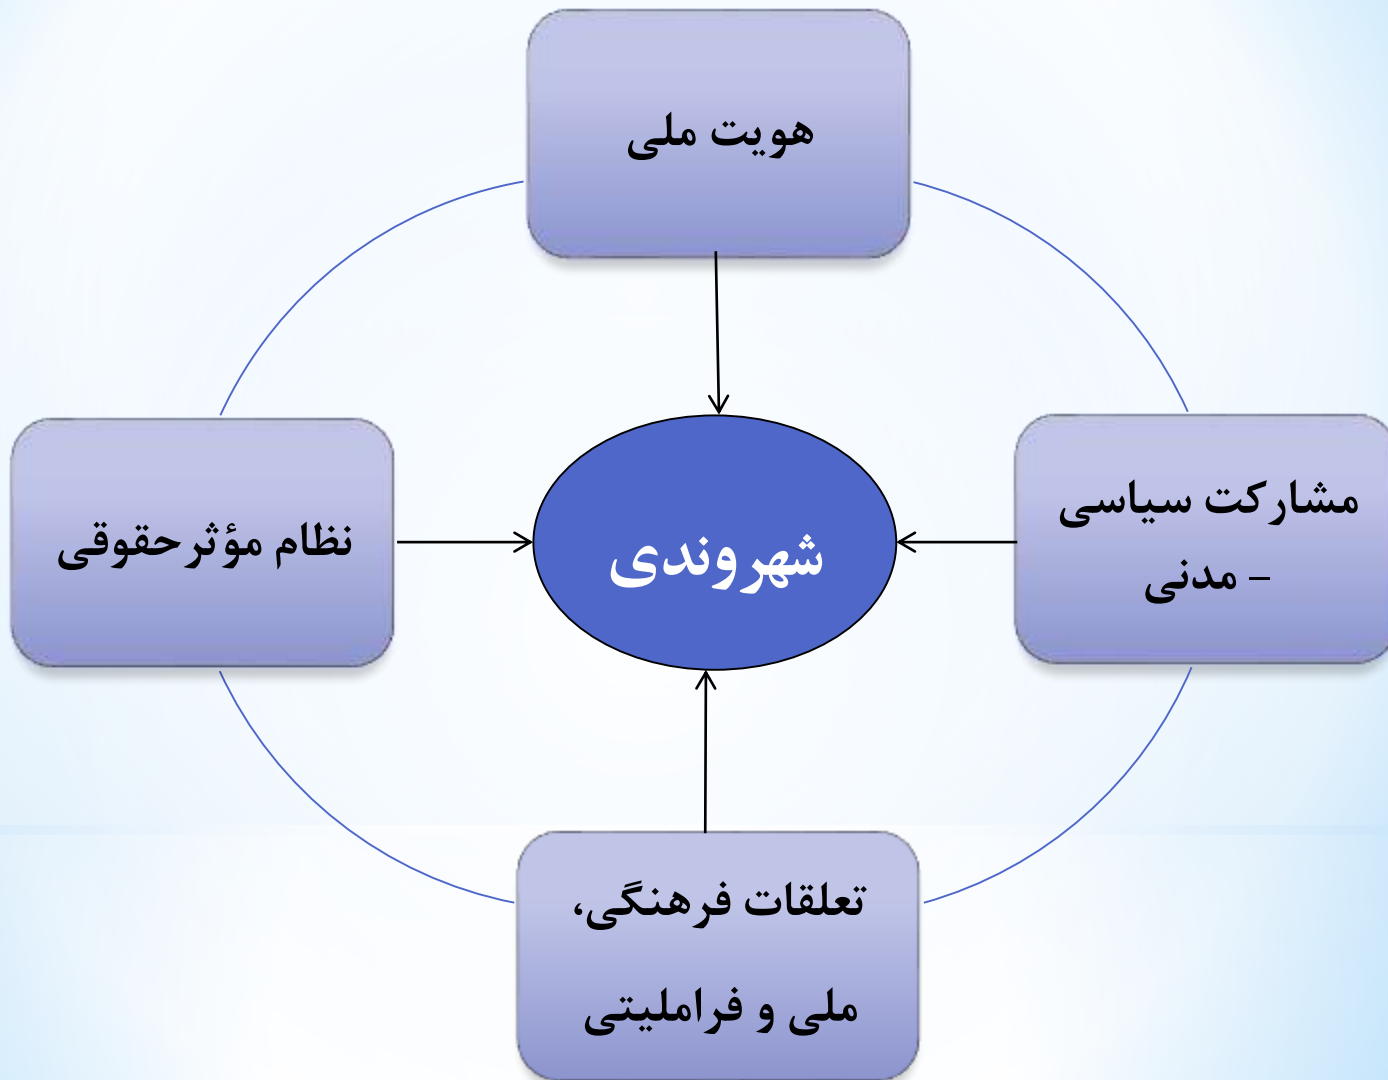 هویت ملی
مشارکت سیاسی
– مدنی
شهروندی
نظام مؤثرحقوقی
تعلقات فرهنگی،
ملی و فراملیتی